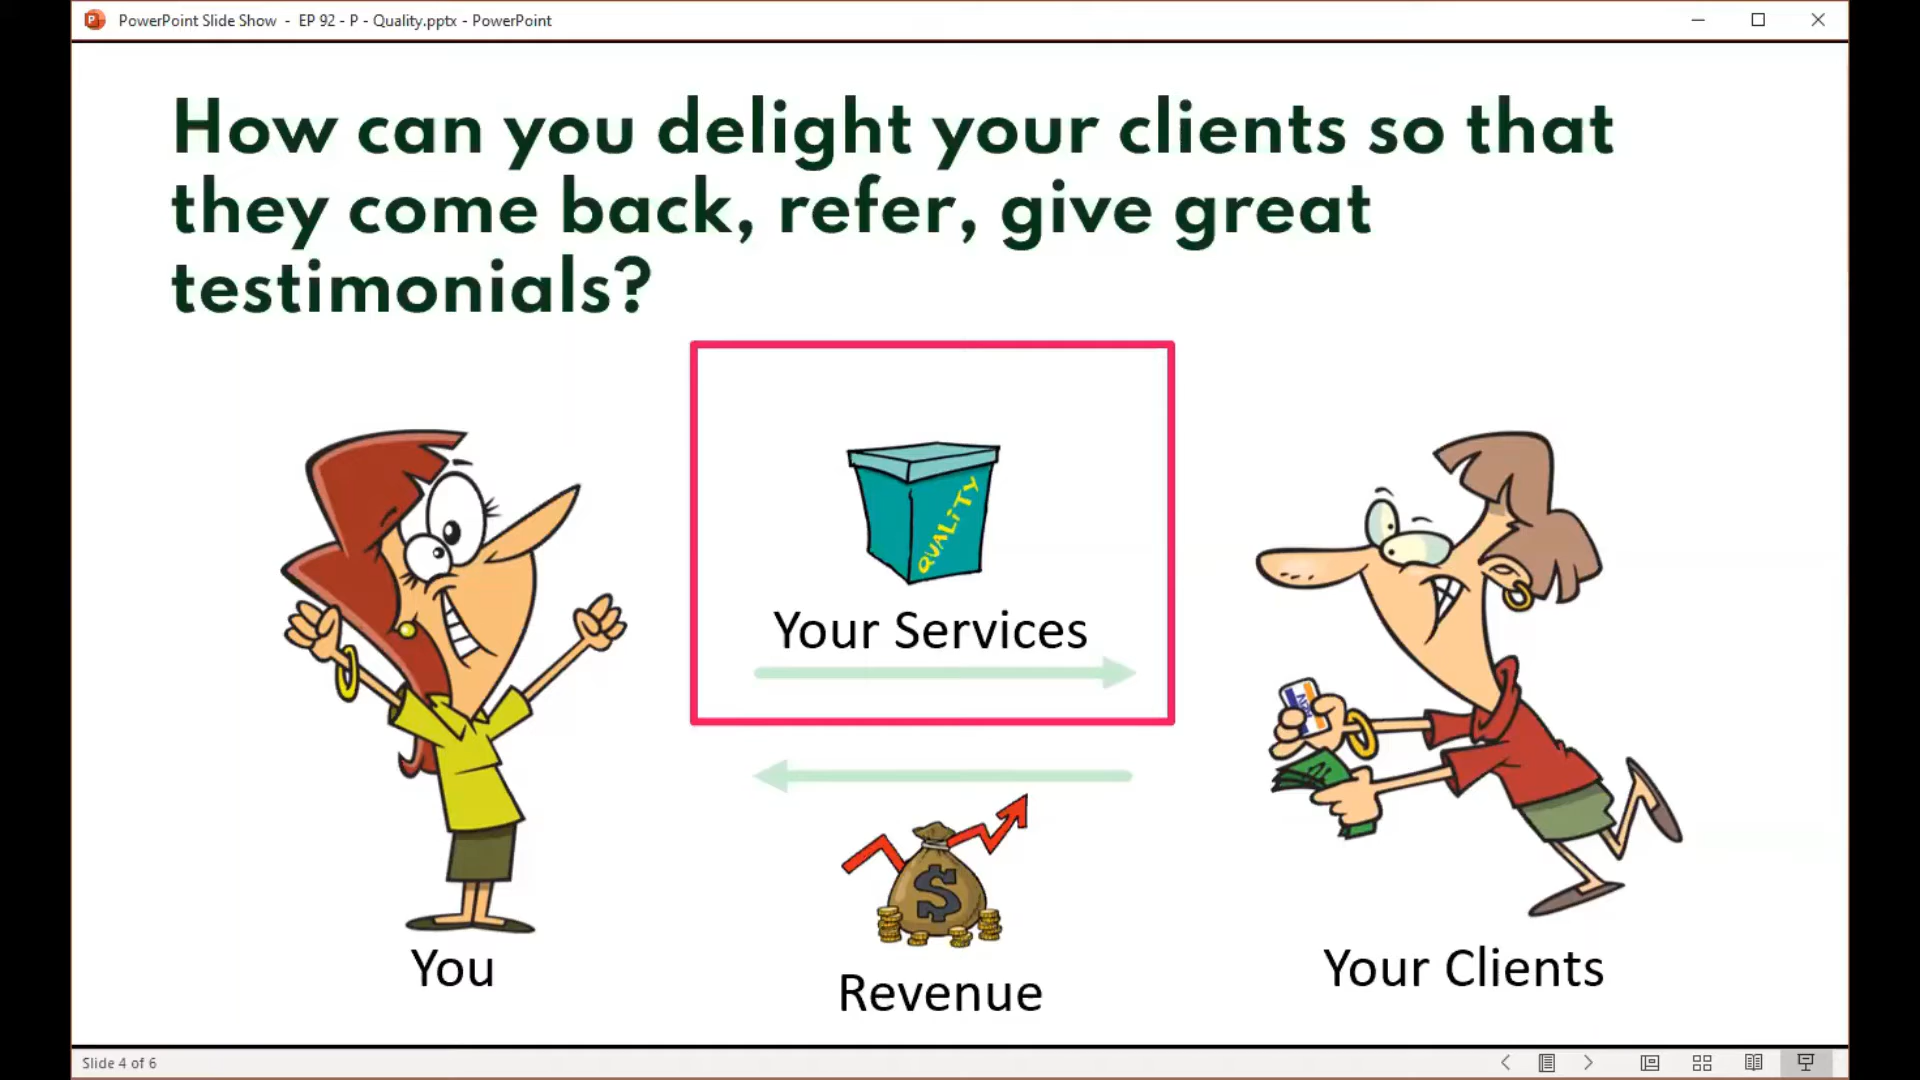 PowerPoint Slide Show - EP 92 - P - Quality.pptx - PowerPoint
How can you delight your clients so that
they come back, refer, give great
testimonials?
QUALITY
Your Services
$
You
Revenue
Your Clients
Slide 4 of 6